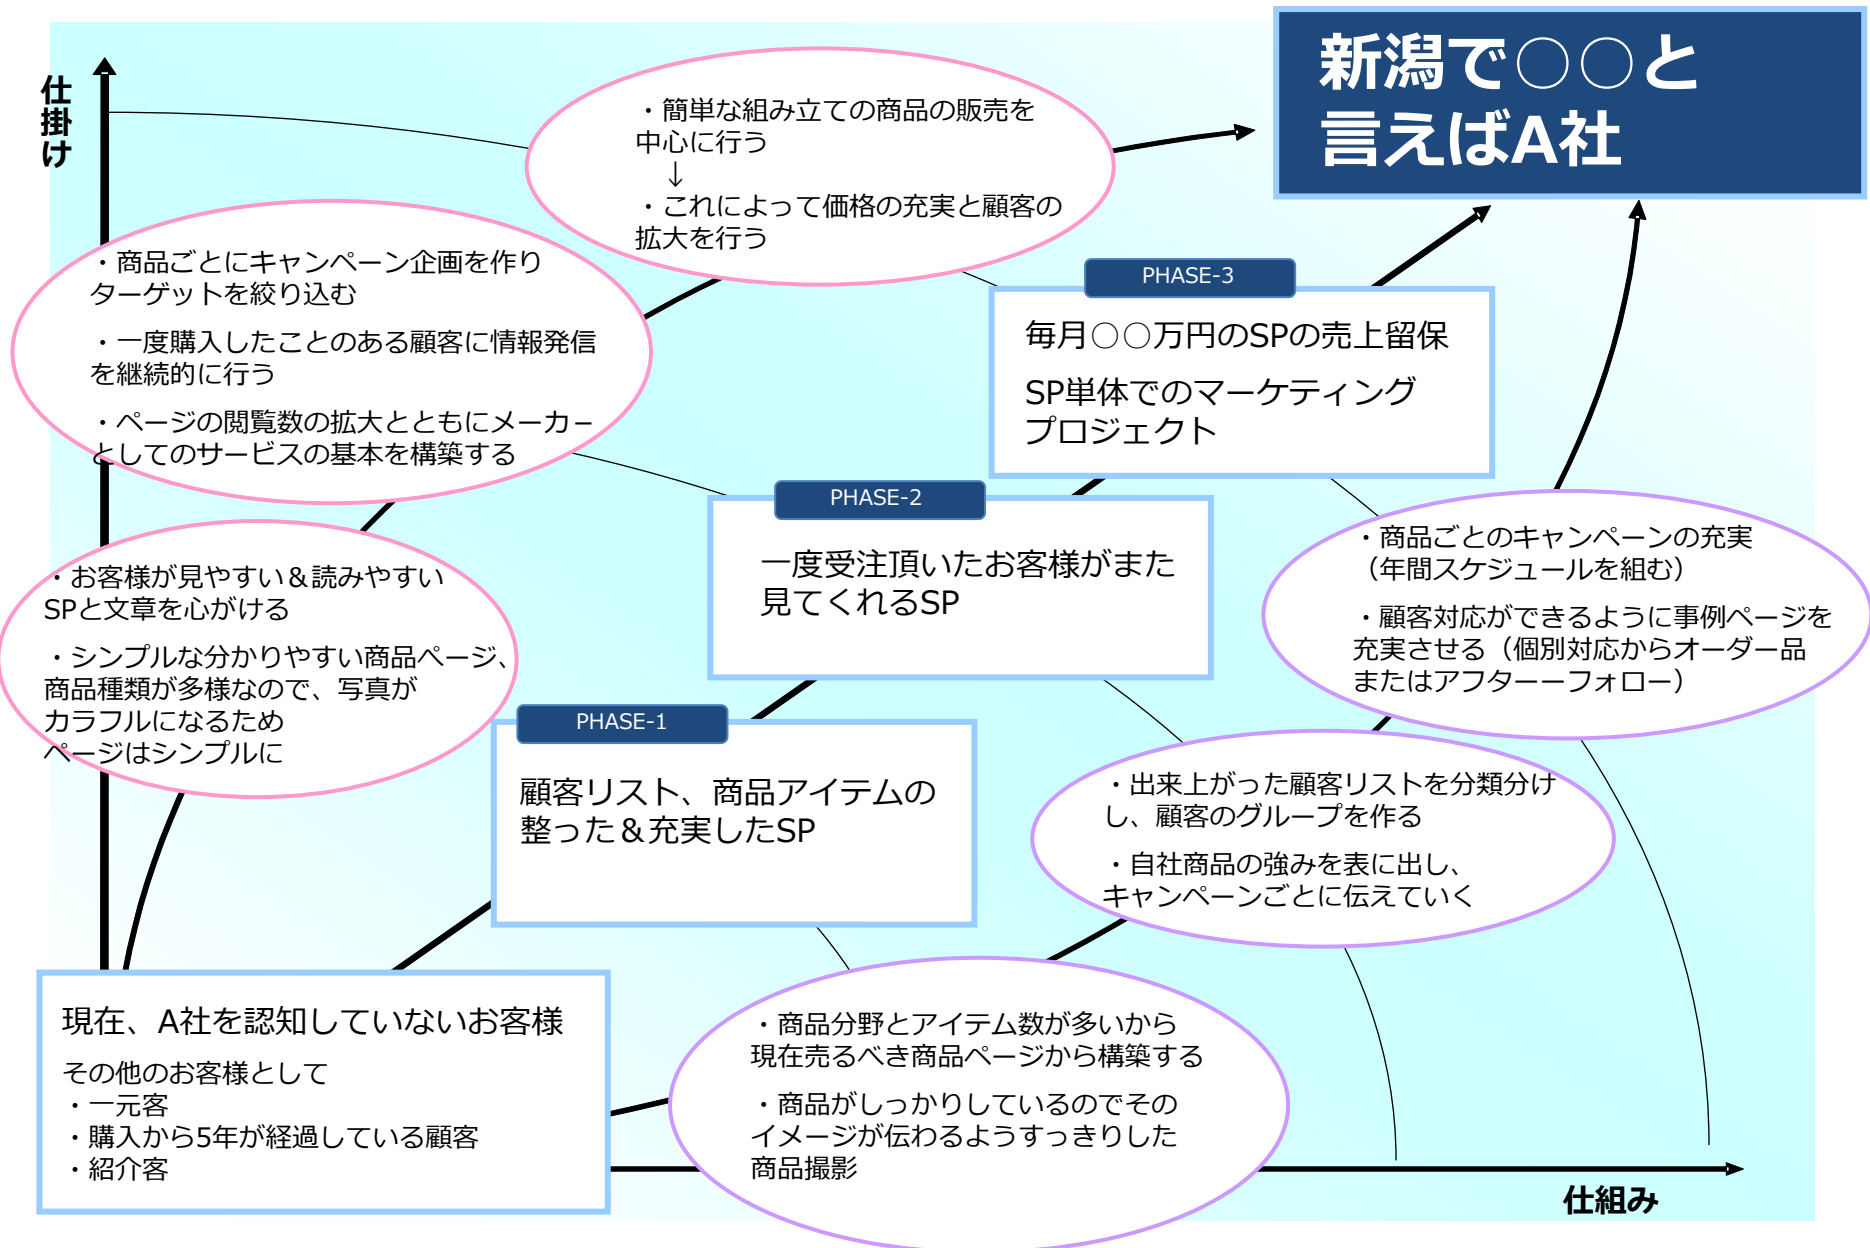 新潟で○○と
言えばA社
仕掛け
・簡単な組み立ての商品の販売を
中心に行う
↓
・これによって価格の充実と顧客の
拡大を行う
・商品ごとにキャンペーン企画を作り
ターゲットを絞り込む
・一度購入したことのある顧客に情報発信
を継続的に行う
・ページの閲覧数の拡大とともにメーカー
としてのサービスの基本を構築する
PHASE-3
毎月○○万円のSPの売上留保
SP単体でのマーケティング
プロジェクト
PHASE-2
一度受注頂いたお客様がまた
見てくれるSP
・商品ごとのキャンペーンの充実
（年間スケジュールを組む）
・顧客対応ができるように事例ページを
充実させる（個別対応からオーダー品
またはアフターーフォロー）
・お客様が見やすい＆読みやすい
SPと文章を心がける
・シンプルな分かりやすい商品ページ、
商品種類が多様なので、写真が
カラフルになるため
ページはシンプルに
PHASE-1
顧客リスト、商品アイテムの
整った＆充実したSP
・出来上がった顧客リストを分類分け
し、顧客のグループを作る
・自社商品の強みを表に出し、
キャンペーンごとに伝えていく
現在、A社を認知していないお客様
その他のお客様として
・一元客
・購入から5年が経過している顧客
・紹介客
・商品分野とアイテム数が多いから
現在売るべき商品ページから構築する
・商品がしっかりしているのでその
イメージが伝わるようすっきりした
商品撮影
仕組み